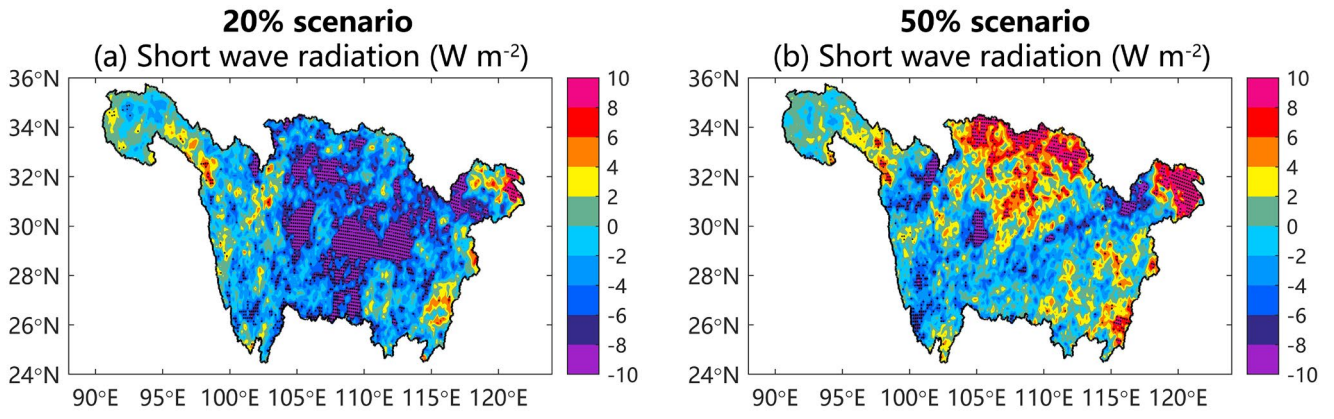 20% scenario
(a) Short wave radiation (W m-2)
36°N
34°N
32°N
30°N
28°N
26°N
24°N
90°E 95°E 100°E 105°E 110°E 115°E 120°E
10
8
6
4
2
0
-2
-4
-6
-8
-10
50% scenario
(b) Short wave radiation (W m-2)
36°N
34°N
32°N
30°N
28°N
26°N
24°N
90°E 95°E 100°E 105°E 110°E 115°E 120°E
10
8
6
4
2
0
-2
-4
-6
-8
-10